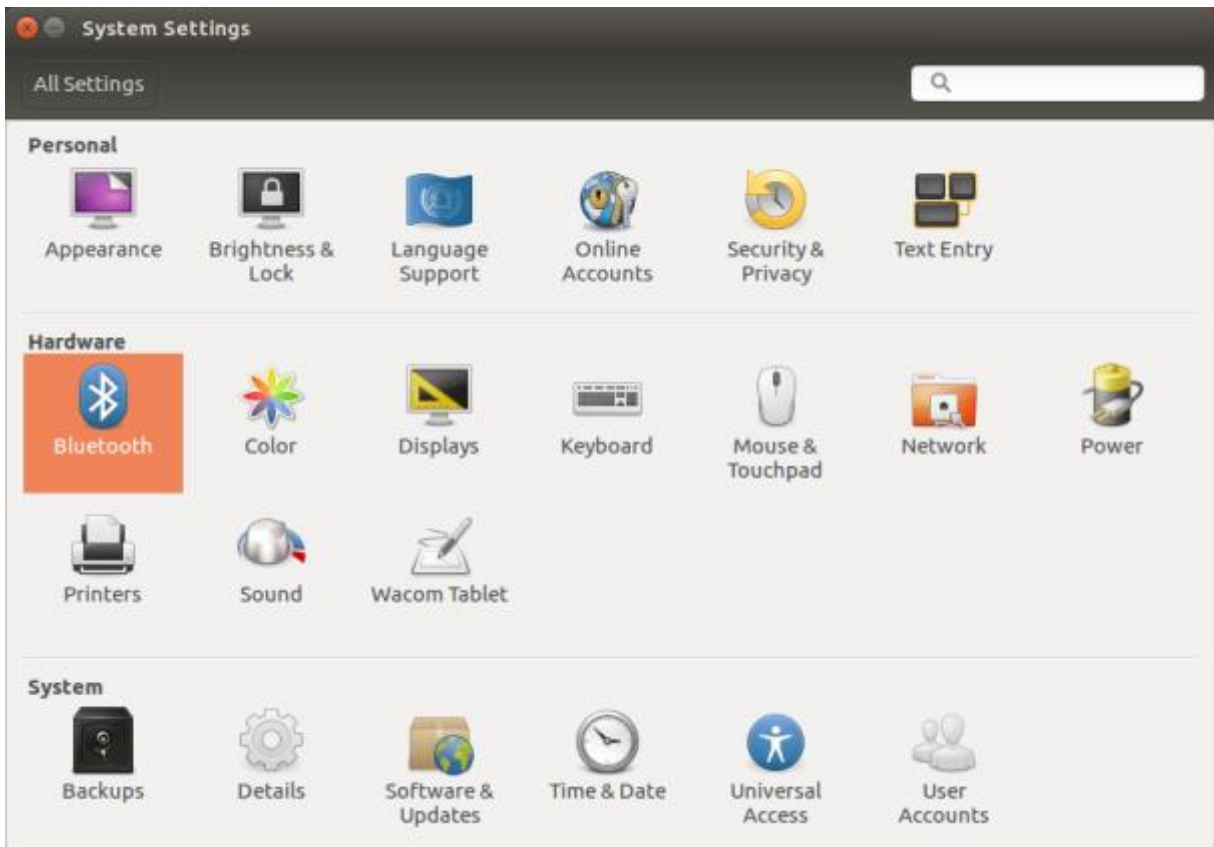 System Settings
All Settings
Personal
Appearance
Brightness &
Lock
Language
Support
Online
Accounts
Security &
Privacy
Text Entry
Hardware
Bluetooth
Color
Displays
Keyboard
Mouse &
Touchpad
Network
Power
Printers
Sound
Wacom Tablet
System
Backups
Details
Software &
Updates
Time & Date
Universal
Access
User
Accounts